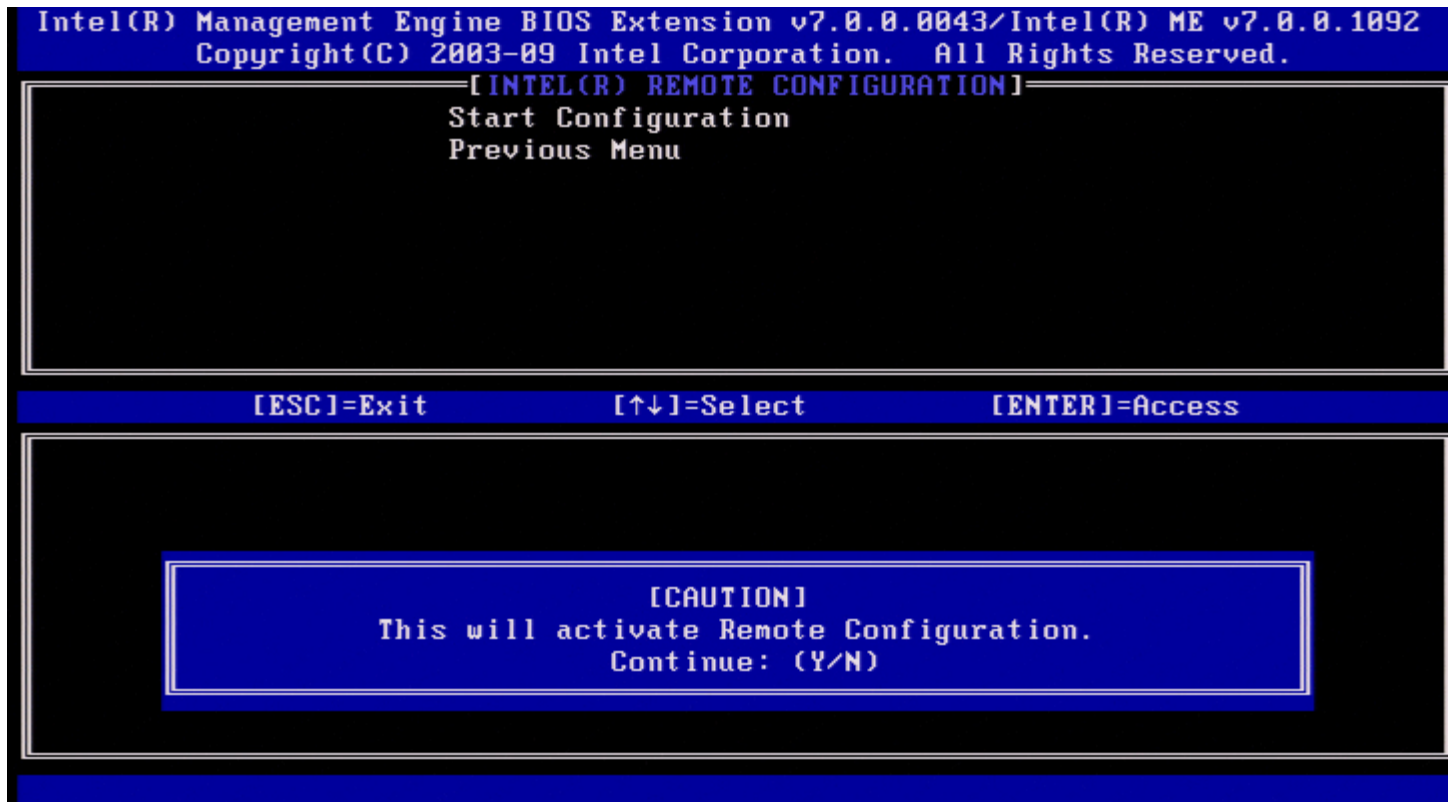 Intel(R) Management Engine BIOS Extension v7.0.0.0043/Intel(R) ME v7.0.0.1092
Copyright(C) 2003-09 Intel Corporation. All Rights Reserved.
[INTEL(R) REMOTE CONFIGURATION]
Start Configuration
Previous Menu
[ESC]=Exit [↑↓]=Select [ENTER]=Access
[CAUTION]
This will activate Remote Configuration.
Continue: (Y/N)